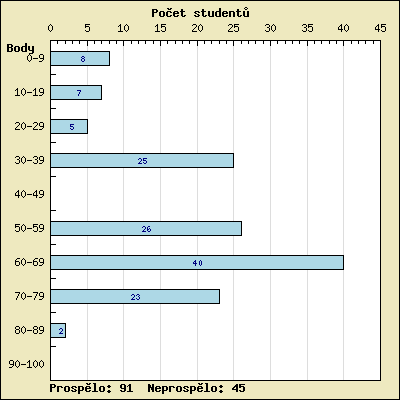 Počet studentů
0 5 10 15 20 25 30 35 40 45
Body
0-9 8
10-19 7
20-29 5
30-39 25
40-49
50-59 26
60-69 40
70-79 23
80-89 2
90-100
Prospělo: 91 Neprospělo: 45